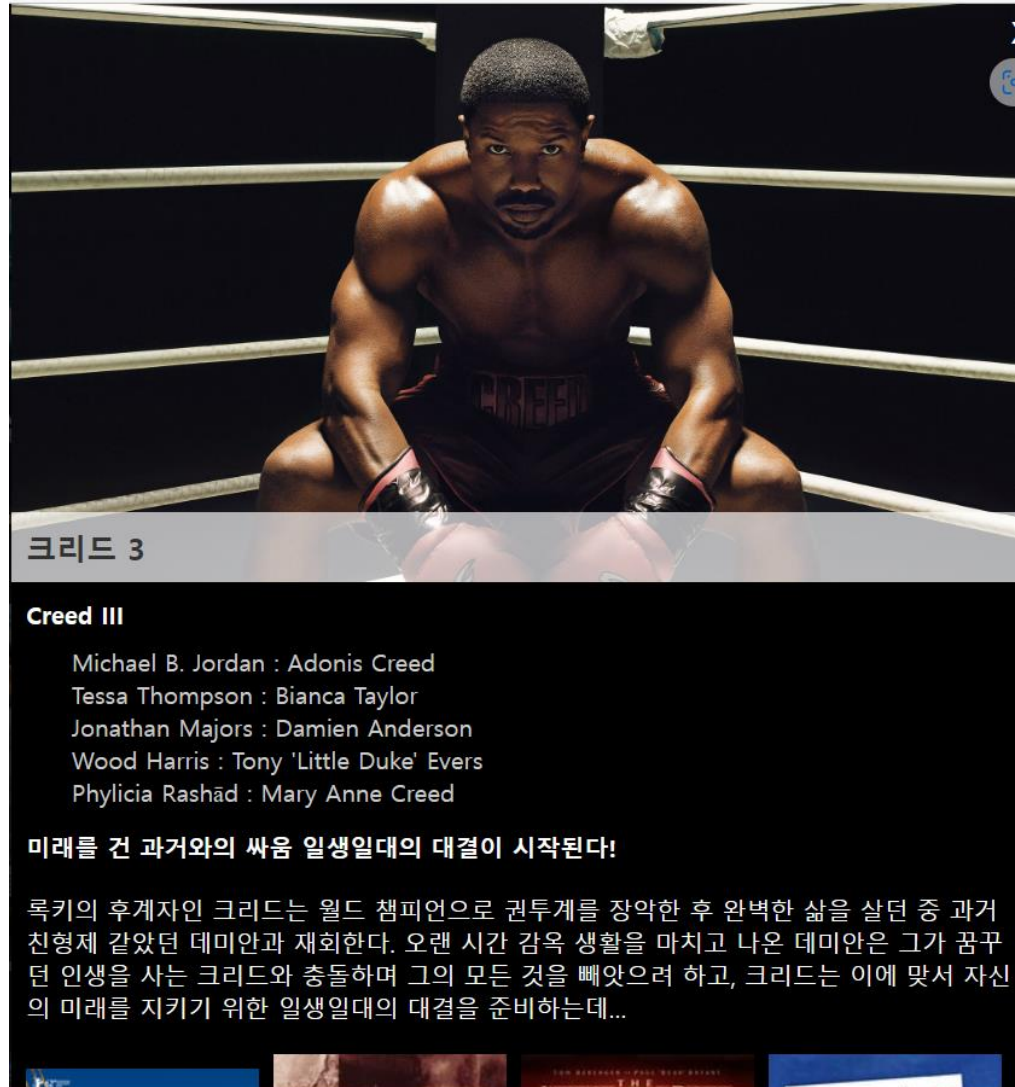 CREED
크리드 3
Creed III
Michael B. Jordan : Adonis Creed
Tessa Thompson : Bianca Taylor
Jonathan Majors : Damien Anderson
Wood Harris : Tony 'Little Duke' Evers
Phylicia Rashād : Mary Anne Creed
미래를 건 과거와의 싸움 일생일대의 대결이 시작된다!
록키의 후계자인 크리드는 월드 챔피언으로 권투계를 장악한 후 완벽한 삶을 살던 중 과거
친형제 같았던 데미안과 재회한다. 오랜 시간 감옥 생활을 마치고 나온 데미안은 그가 꿈꾸
던 인생을 사는 크리드와 충돌하며 그의 모든 것을 빼앗으려 하고, 크리드는 이에 맞서 자신
의 미래를 지키기 위한 일생일대의 대결을 준비하는데...
TOM BERENGER as PAUL "BEAR" BRYANT
THE